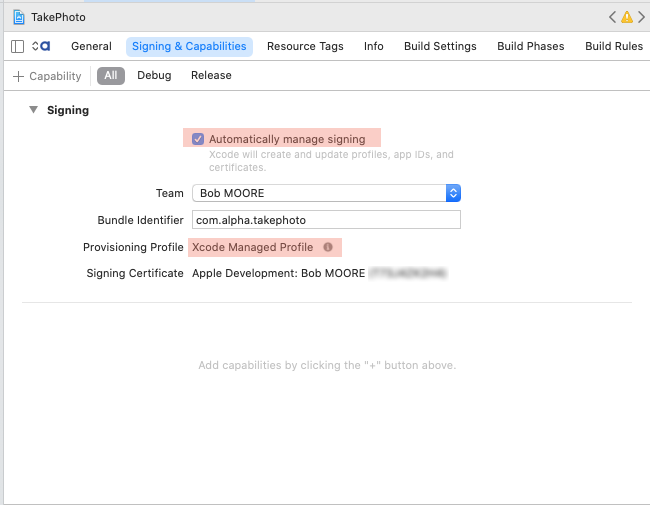 TakePhoto
General Signing & Capabilities Resource Tags Info Build Settings Build Phases Build Rules
+ Capability All Debug Release
Signing
Automatically manage signing
Xcode will create and update profiles, app IDs, and
certificates.
Team Bob MOORE
Bundle Identifier com.alpha.takephoto
Provisioning Profile Xcode Managed Profile
Signing Certificate Apple Development: Bob MOORE
Add capabilities by clicking the "+" button above.